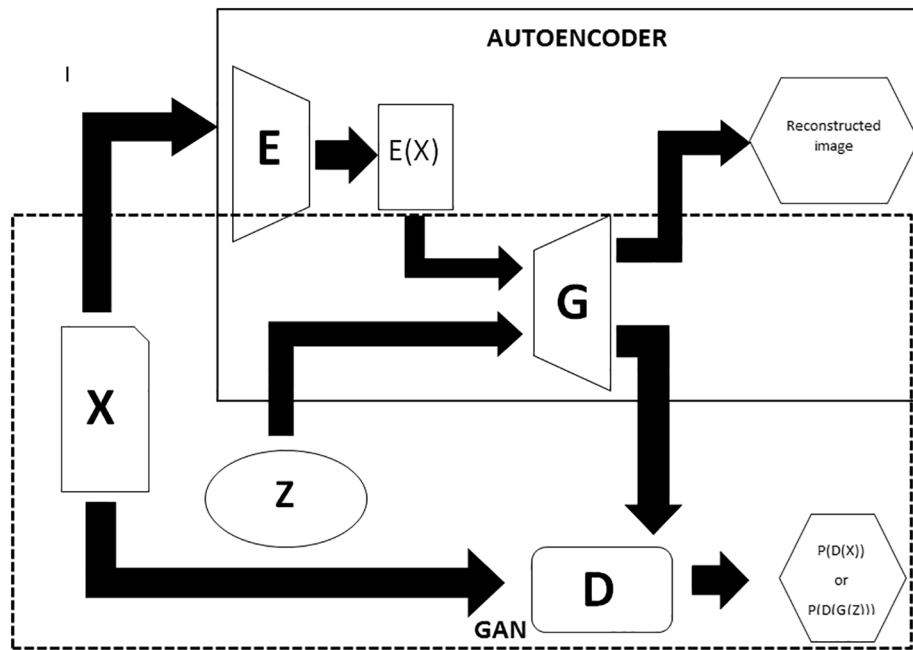 AUTOENCODER
I
E
E(X)
Reconstructed
image
G
X
Z
D
P(D(X))
or
P(D(G(Z)))
GAN